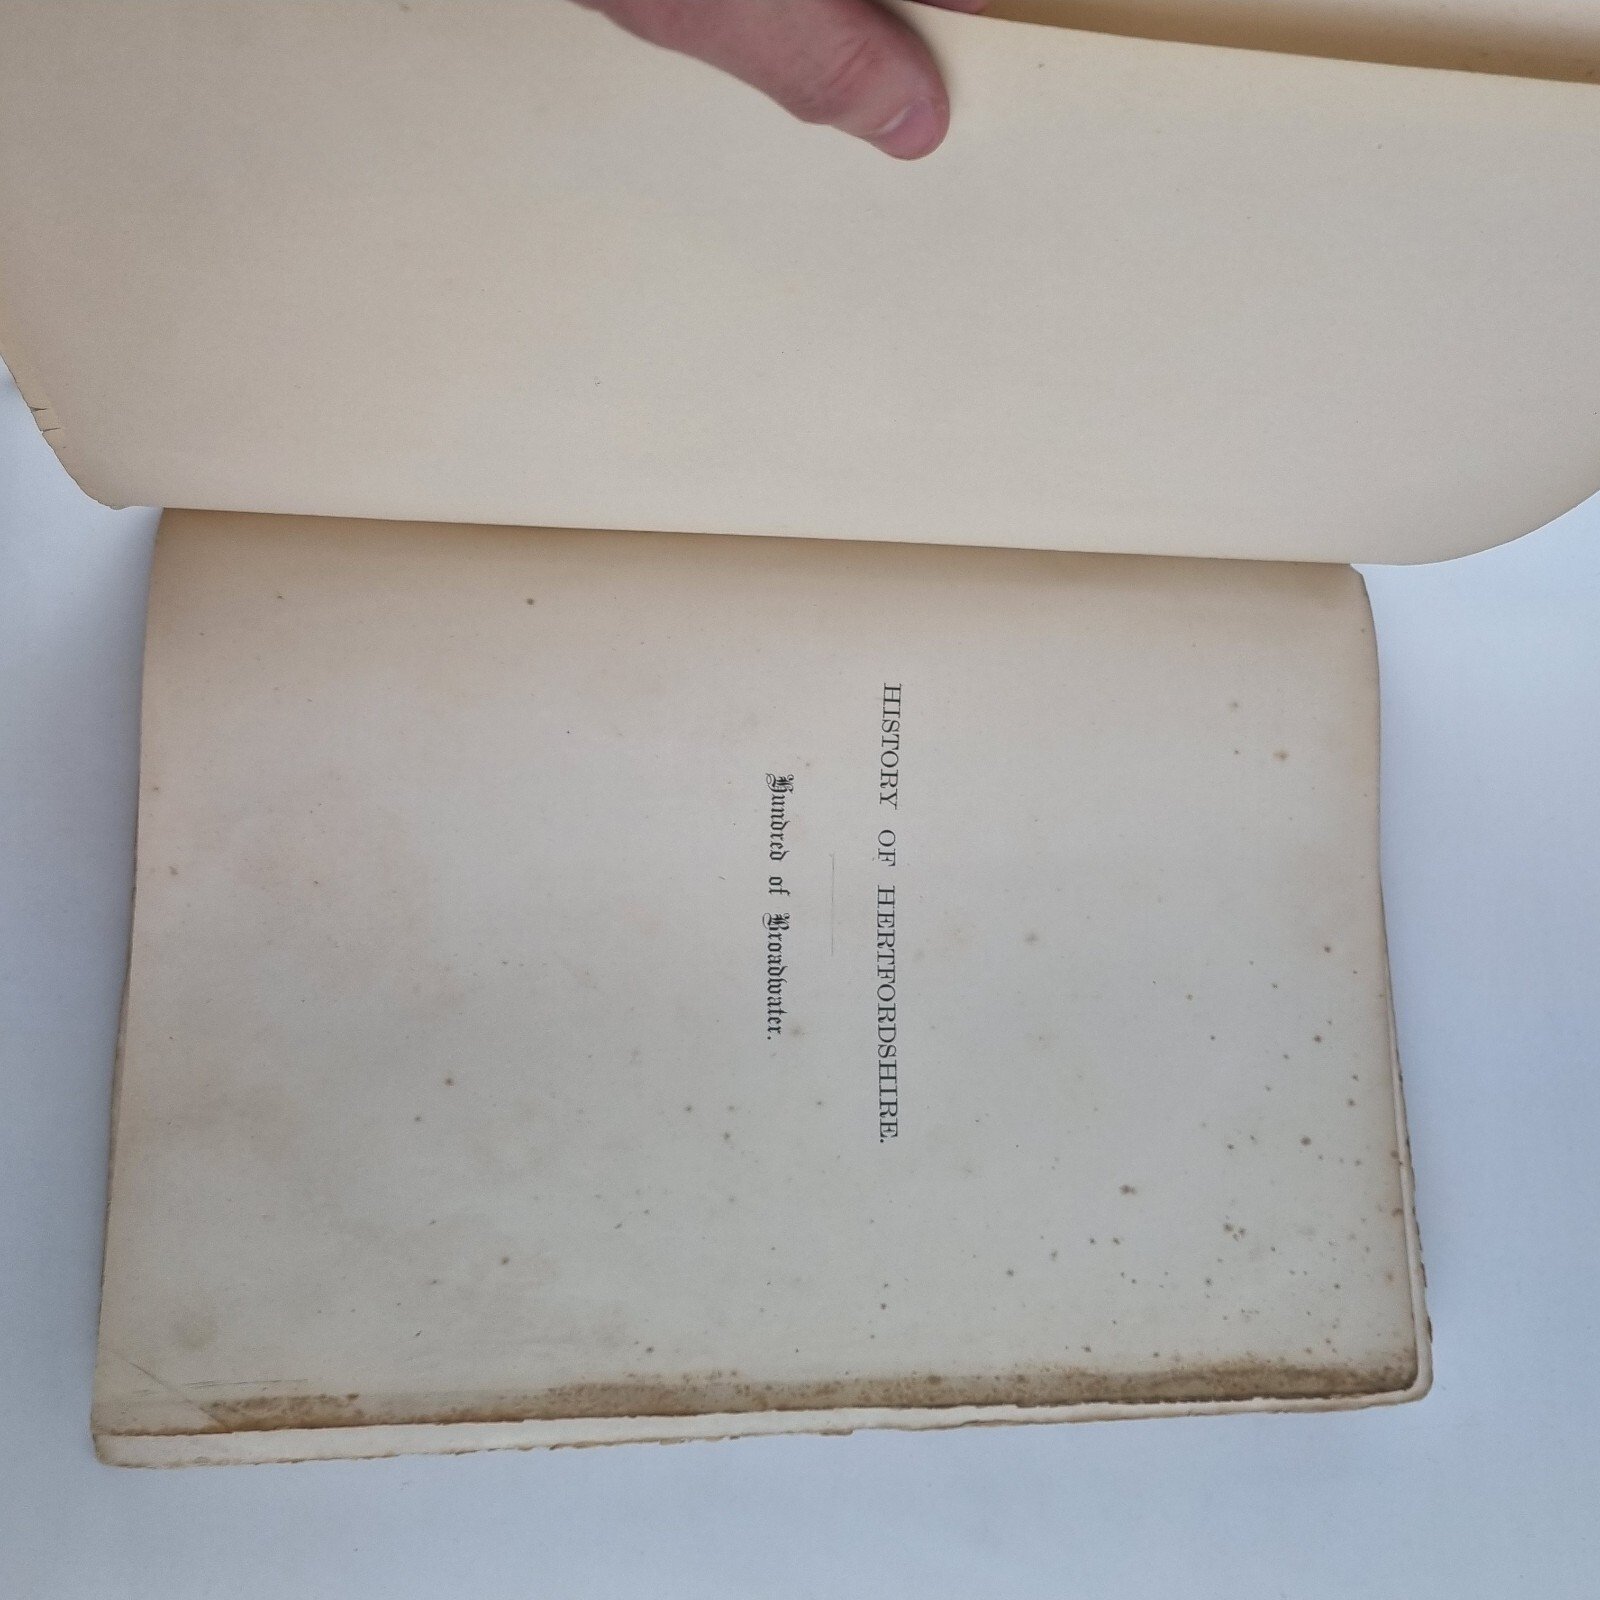 HISTORY OF HERTFORDSHIRE.
Hundred of Broadwater.